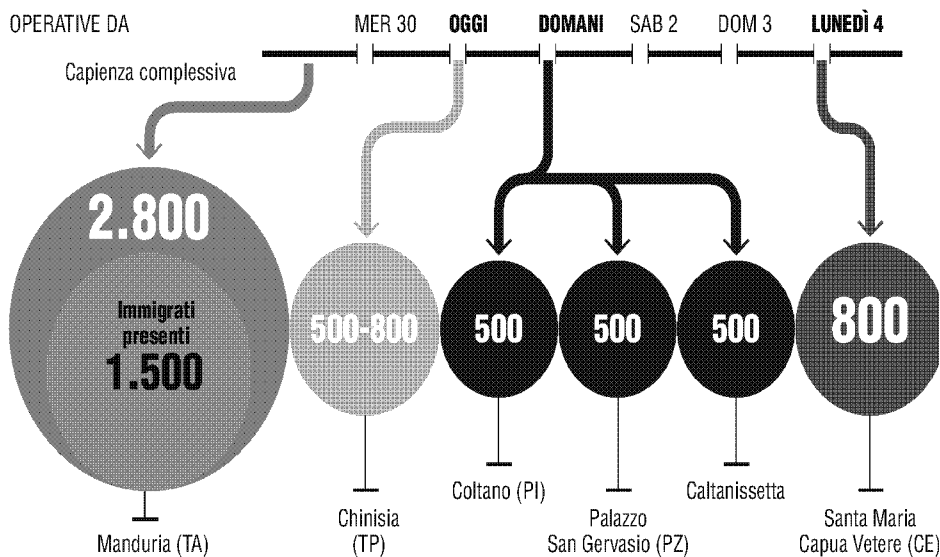 OPERATIVE DA
MER 30
OGGI
DOMANI
SAB 2
DOM 3
LUNEDÌ 4
Capienza complessiva
2.800
Immigrati
presenti
1.500
500-800
500
500
500
800
Manduria (TA)
Chinisia
(TP)
Coltano (PI)
Palazzo
San Gervasio (PZ)
Caltanissetta
Santa Maria
Capua Vetere (CE)